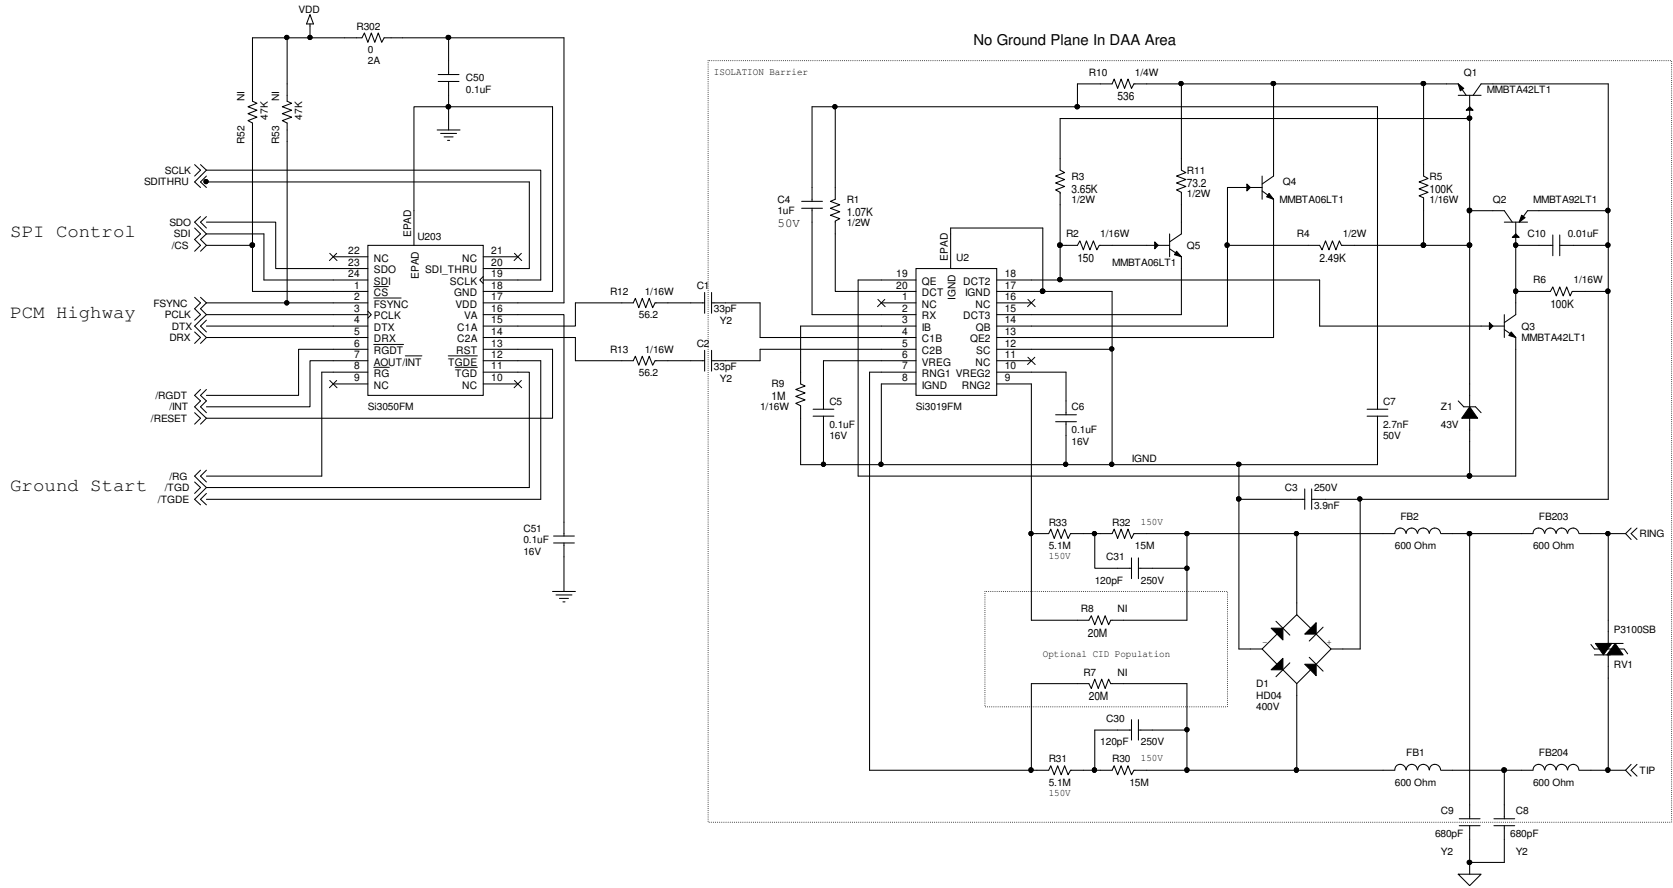 VDD
R302
0
2A
C50
0.1uF
NI
47K
R52
NI
47K
R53
No Ground Plane In DAA Area
ISOLATION Barrier
SCLK
SDITHRU
SPI Control
SDO
SDI
/CS
PCM Highway
FSYNC
PCLK
DTX
DRX
/RGDT
/INT
/RESET
Ground Start
/RG
/TGD
/TGDE
EPAD
U203
EPAD
22 NC
23 SDO
24 SDI
1 CS
2 FSYNC
3 PCLK
4 DTX
5 DRX
6 RGDT
7 AOUT/INT
8 RG
9 NC
NC 21
SDI_THRU 20
SCLK 19
GND 18
VDD 17
VA 16
C1A 15
C2A 14
RST 13
TGDE 12
TGD 11
NC 10
Si3050FM
C51
0.1uF
16V
R12 1/16W
56.2
R13 1/16W
56.2
C1
33pF
Y2
C2
33pF
Y2
R10 1/4W
536
Q1
MMBTA42LT1
C4
1uF
50V
R1
1.07K
1/2W
R3
3.65K
1/2W
R11
73.2
1/2W
Q4
MMBTA06LT1
R5
100K
1/16W
Q2
MMBTA92LT1
R2 1/16W
150
Q5
MMBTA06LT1
R4 1/2W
2.49K
C10 0.01uF
R6 1/16W
100K
Q3
MMBTA42LT1
EPAD
U2
IGND
19 QE
20 DCT
1 NC
2 RX
3 IB
4 C1B
5 C2B
6 VREG
7 RNG1
8 IGND
DCT2 18
IGND 17
NC 16
DCT3 15
QB 14
QE2 13
SC 12
NC 11
VREG2 10
RNG2 9
Si3019FM
R9
1M
1/16W
C5
0.1uF
16V
C6
0.1uF
16V
C7
2.7nF
50V
Z1
43V
IGND
C3 250V
3.9nF
R33
5.1M
150V
R32 150V
15M
C31
120pF 250V
FB2
600 Ohm
FB203
600 Ohm
RING
R8 NI
20M
Optional CID Population
R7 NI
20M
- +
D1
HD04
400V
P3100SB
RV1
C30
120pF 250V
R31
5.1M
150V
R30 150V
15M
FB1
600 Ohm
FB204
600 Ohm
TIP
C9
680pF
Y2
C8
680pF
Y2